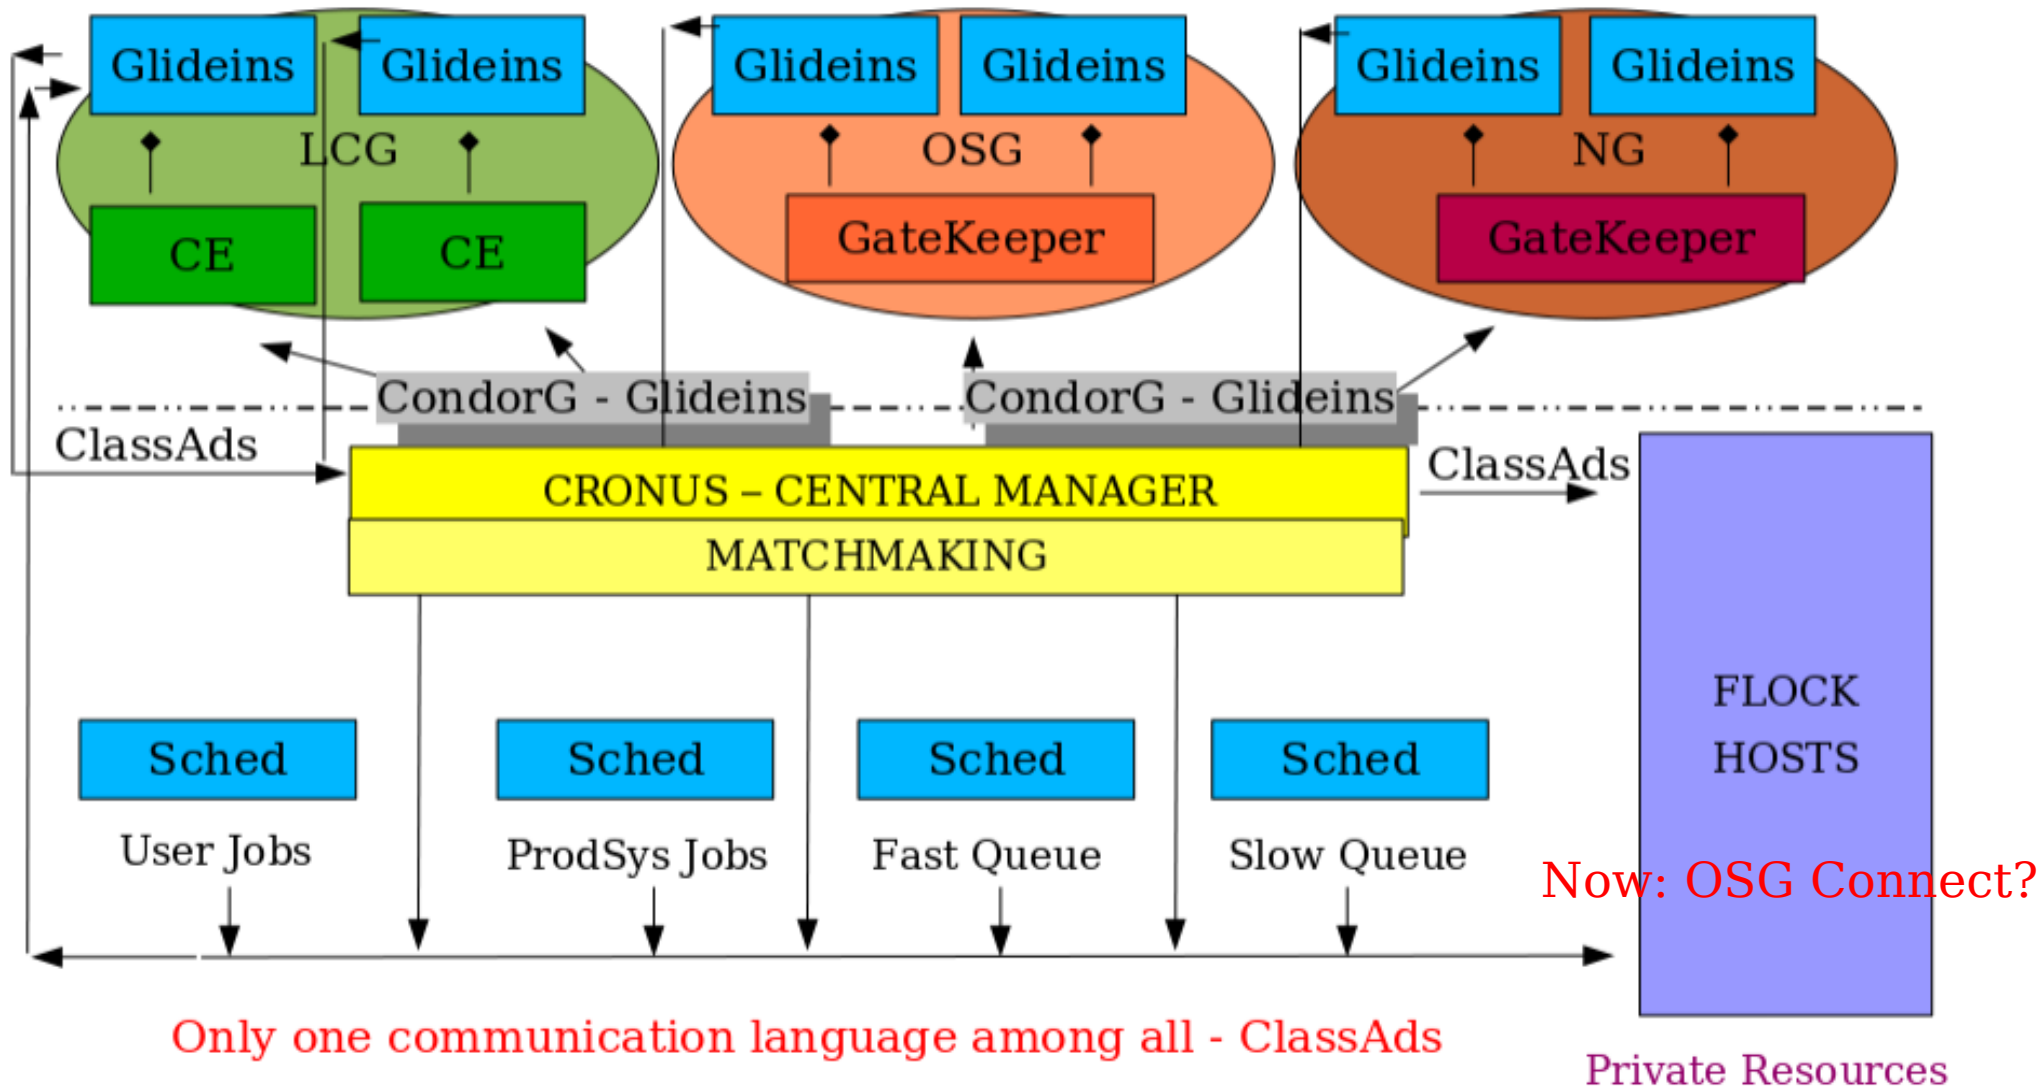 Glideins Glideins Glideins Glideins Glideins Glideins
LCG OSG NG
CE CE GateKeeper GateKeeper
CondorG - Glideins CondorG - Glideins
ClassAds
ClassAds
CRONUS – CENTRAL MANAGER
MATCHMAKING
FLOCK
HOSTS
Sched Sched Sched Sched
User Jobs ProdSys Jobs Fast Queue Slow Queue
Now: OSG Connect?
Only one communication language among all - ClassAds
Private Resources